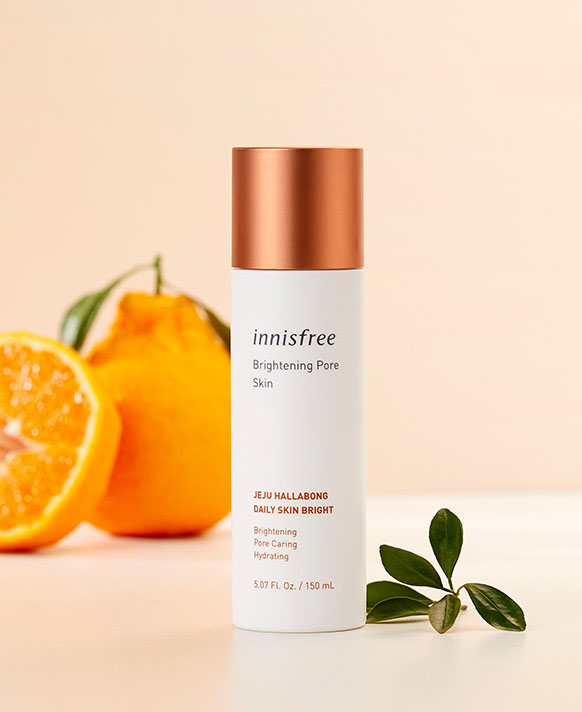 innisfree
Brightening Pore
Skin
JEJU HALLABONG
DAILY SKIN BRIGHT
Brightening
Pore Caring
Hydrating
5.07 Fl. Oz. / 150 mL